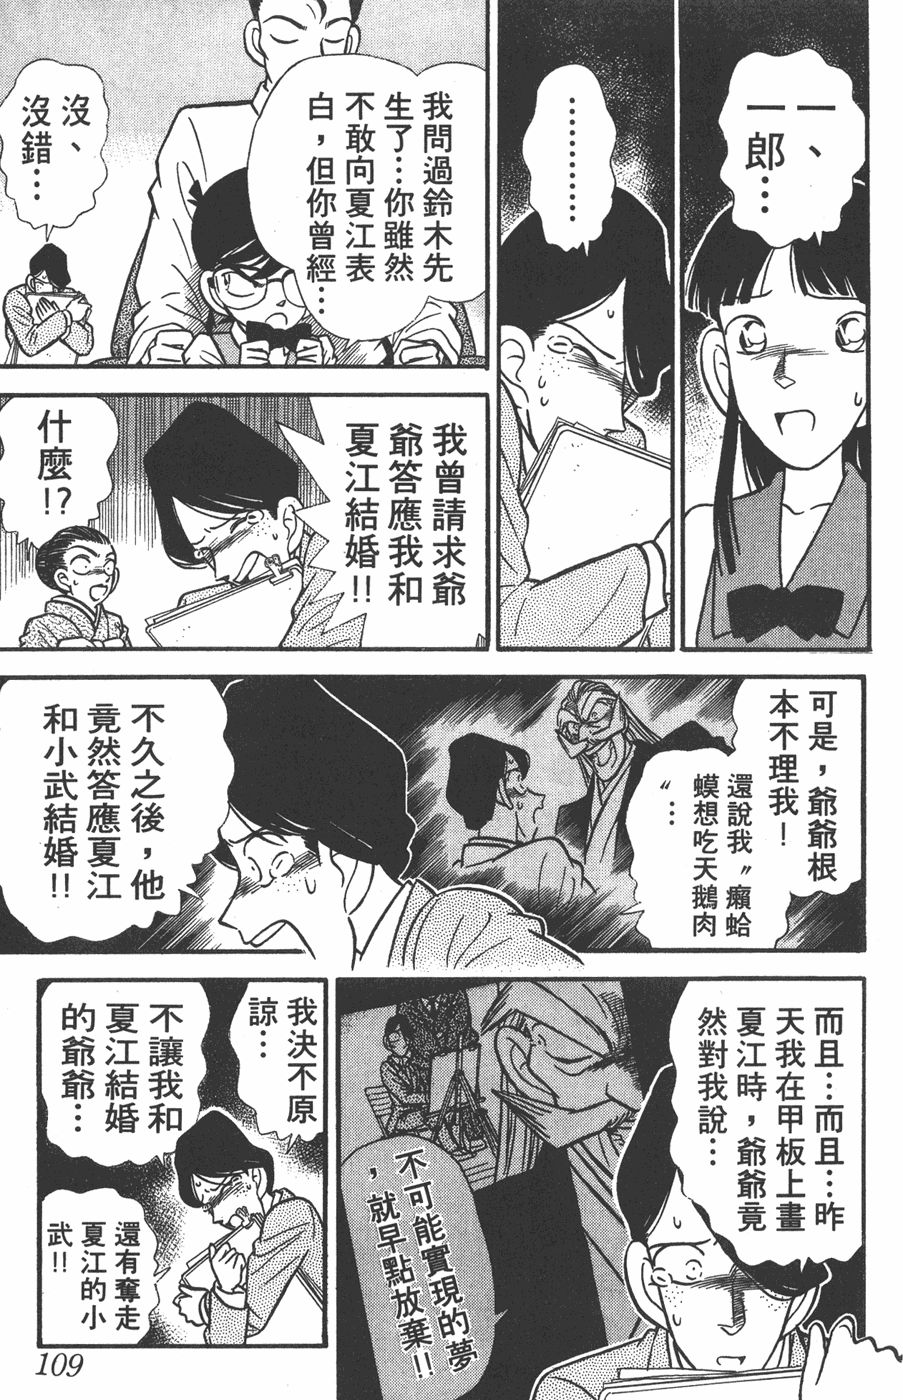 一、
一郎…
…………
我問過鈴木先
生了…你雖然
不敢向夏江表
白，但你曾經…
沒、
沒錯…
我曾請求爺
爺答應我和
夏江結婚!!
什麼!?
可是，爺爺根
本不理我！
還說我〝癩蛤
蟆想吃天鵝肉
〞…
不久之後，他
竟然答應夏江
和小武結婚!!
而且…而且…昨
天我在甲板上畫
夏江時，爺爺竟
然對我說…
不可能實現的夢
，就早點放棄!!
我決不原
諒…
不讓我和
夏江結婚
的爺爺…
還有奪走
夏江的小
武!!
109